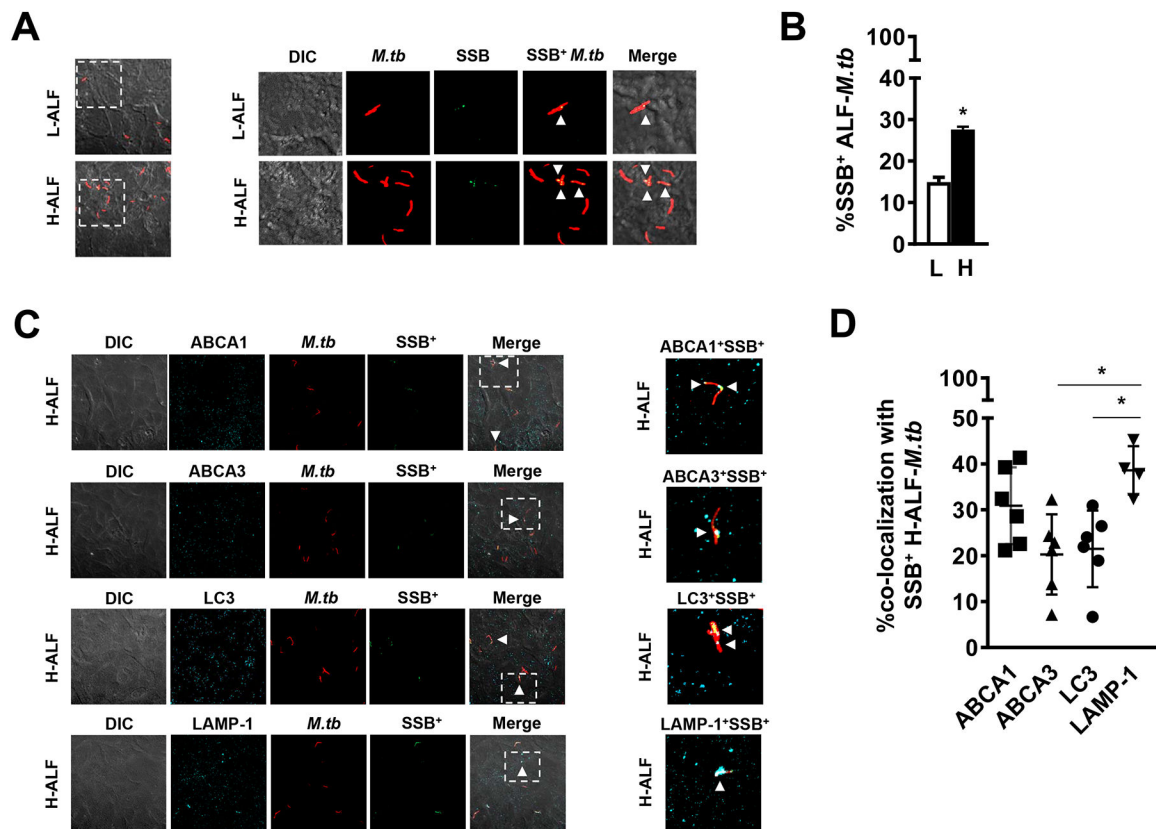 A
DIC M.tb SSB SSB+ M.tb Merge
L-ALF
L-ALF
H-ALF
H-ALF
B
%SSB+ ALF-M.tb
100
40
30
20
10
0
*
L H
C
DIC ABCA1 M.tb SSB+ Merge ABCA1+SSB+
H-ALF
H-ALF
DIC ABCA3 M.tb SSB+ Merge ABCA3+SSB+
H-ALF
H-ALF
DIC LC3 M.tb SSB+ Merge LC3+SSB+
H-ALF
H-ALF
DIC LAMP-1 M.tb SSB+ Merge LAMP-1+SSB+
H-ALF
H-ALF
D
%co-localization with
SSB+ H-ALF-M.tb
100
50
40
30
20
10
0
*
*
ABCA1
ABCA3
LC3
LAMP-1